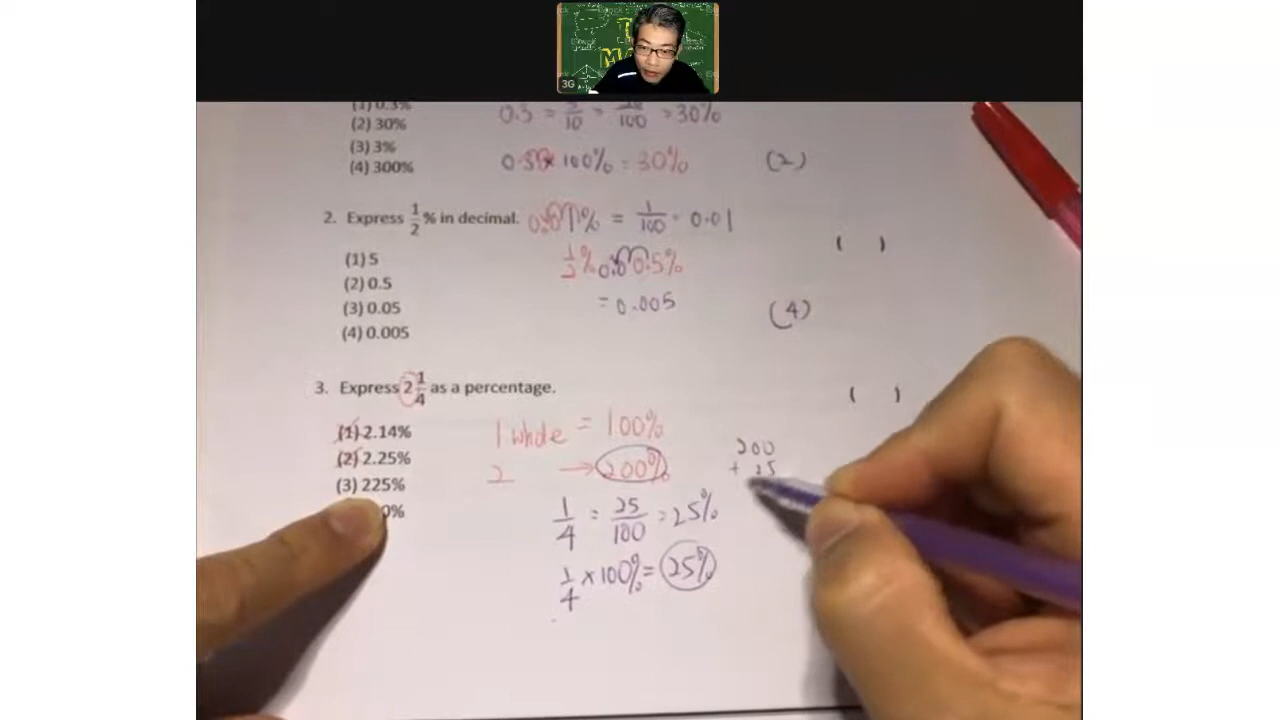 3G
(1) 0.3%
(2) 30%
(3) 3%
(4) 300%
0.3 = 3/10 = /100 = 30%
0.30 × 100% = 30%
(2)
2. Express 1/2 % in decimal.
( )
(1) 5
(2) 0.5
(3) 0.05
(4) 0.005
1% = 1/100 = 0.01
1/2 % 0.5%
= 0.005
(4)
3. Express 2 1/4 as a percentage.
( )
(1) 2.14%
(2) 2.25%
(3) 225%
0%
1 whole = 100%
2 → 200%
1/4 = 25/100 = 25%
1/4 × 100% = 25%
200
+ 25